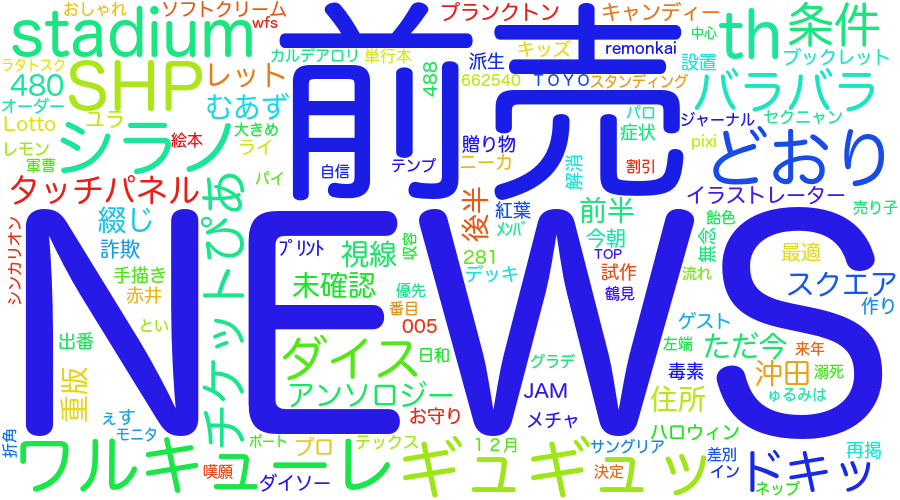 おしゃれ
ソフトクリーム
wfs
プランクトン
キャンディー
中心
stadium
前売
th
条件
カルデアロリ
単行本
キッズ
remonkai
派生
設置
ブックレット
ラタトスク
480
SHP
レット
488
662540
TOYO
スタンディング
バラバラ
オーダー
むあず
Lotto
ユラ
シラノ
絵本
大きめ
ライ
パロ
症状
ジャーナル
セクニャン
pixi
どおり
レモン
軍曹
パイ
自信
テンプ
贈り物
ニーカ
解消
割引
タッチパネル
チケットぴあ
後半
紅葉
ﾒﾝﾊﾞ
前半
イラストレーター
飴色
売り子
綴じ
詐欺
NEWS
ﾌﾟﾘﾝﾄ
視線
収容
281
今朝
TOP
無念
最適
シンカリオン
手描き
赤井
未確認
優先
デッキ
試作
鶴見
流れ
スクエア
作り
とい
番目
005
ゲスト
出番
ダイス
日和
グラデ
左端
ただ今
来年
重版
アンソロジー
JAM
毒素
沖田
溺死
ゅるみは
ぇす
お守り
メチャ
住所
折角
モニタ
ポート
プロ
テックス
12月
サングリア
ハロウィン
再掲
ワルキューレ
嘆願
ダイソー
ギュギュッ
決定
差別
イン
ドキッ
ネップ